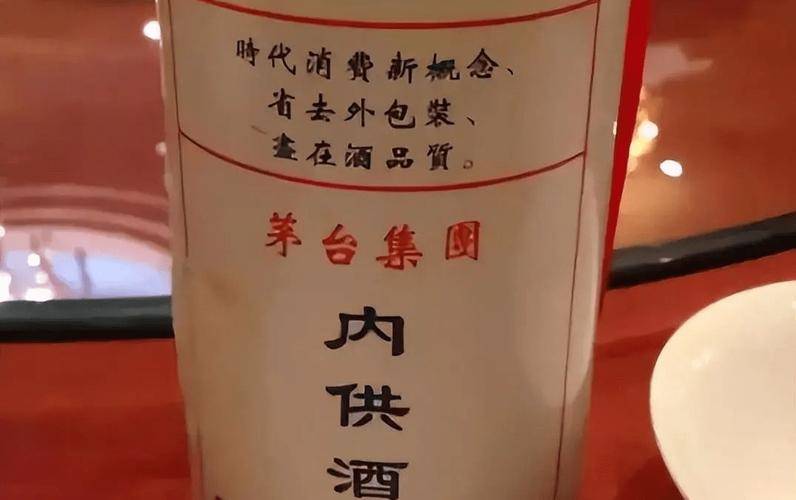 時代消費新概念、
省去外包裝、
盡在酒品質。
茅台集團
内
供
酒